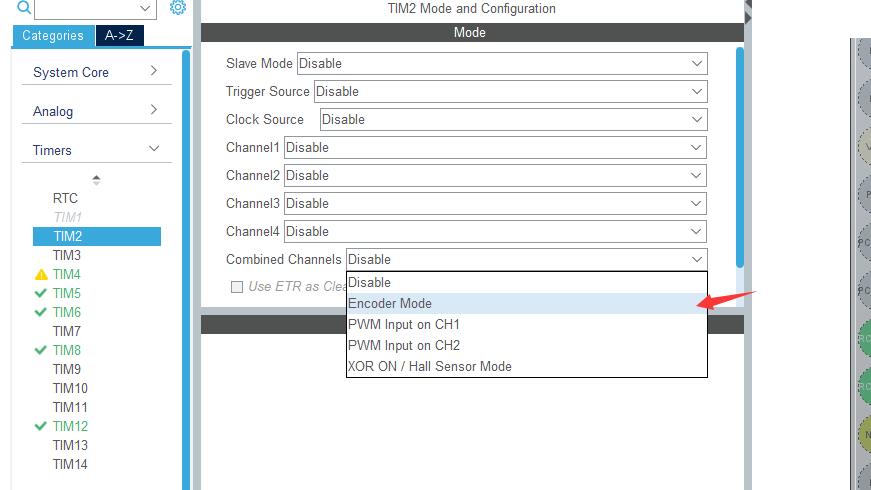 TIM2 Mode and Configuration
Categories A->Z
Mode
System Core
Analog
Timers
RTC
TIM1
TIM2
TIM3
TIM4
TIM5
TIM6
TIM7
TIM8
TIM9
TIM10
TIM11
TIM12
TIM13
TIM14
Slave Mode Disable
Trigger Source Disable
Clock Source Disable
Channel1 Disable
Channel2 Disable
Channel3 Disable
Channel4 Disable
Combined Channels Disable
Use ETR as Clea
Disable
Encoder Mode
PWM Input on CH1
PWM Input on CH2
XOR ON / Hall Sensor Mode